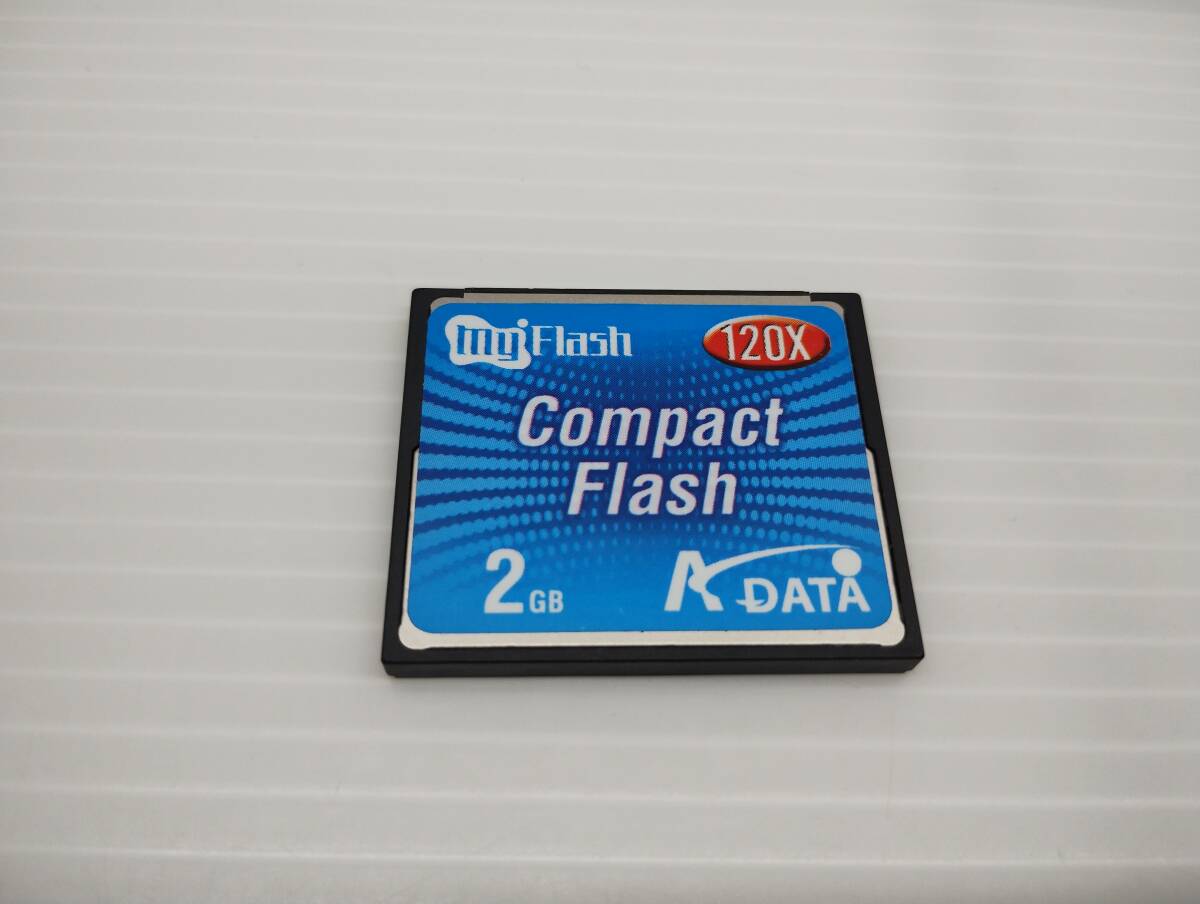 my Flash
120X
Compact
Flash
2GB
A DATA